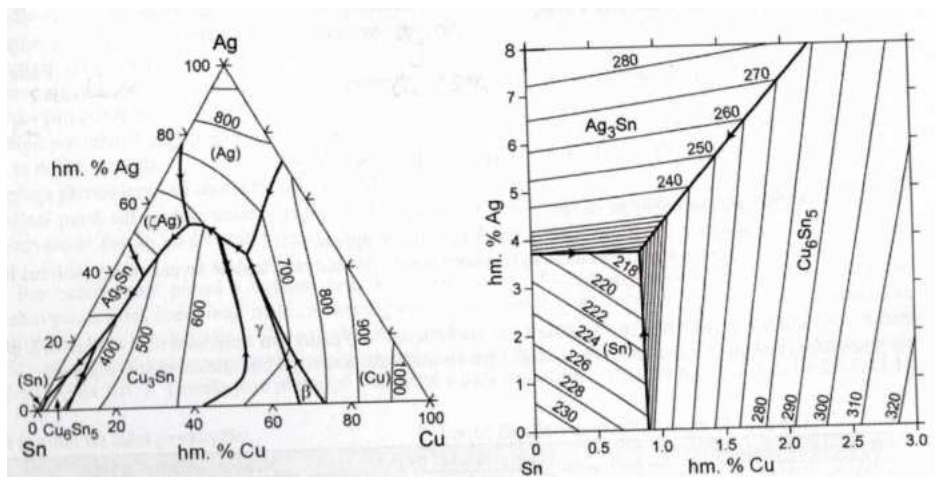 Ag
100
800
80
(Ag)
hm. % Ag
60
(ζAg)
40
Ag3Sn
700
800
600
900
20
500
400
γ
Cu3Sn
(Sn)
β
(Cu)
1000
0
0
20
40
60
80
100
Cu6Sn5
Sn
hm. % Cu
Cu
8
280
270
7
Ag3Sn
260
6
250
5
240
hm. % Ag
4
Cu6Sn5
218
3
220
222
2
224 (Sn)
226
1
228
230
280
290
300
310
320
0
0
0.5
1.0
1.5
2.0
2.5
3.0
Sn
hm. % Cu